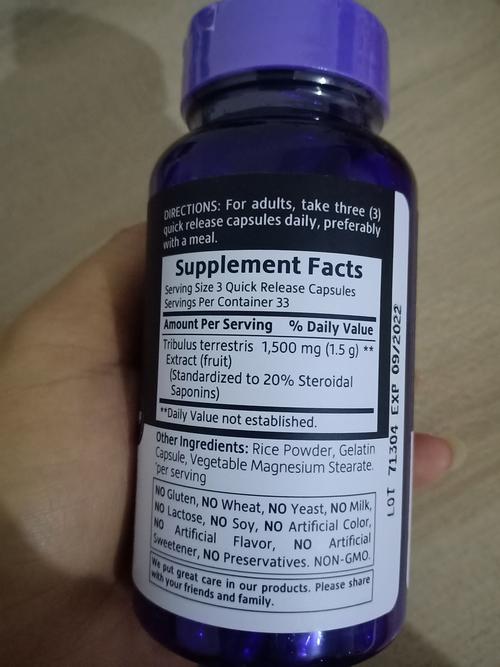 DIRECTIONS: For adults, take three (3)
quick release capsules daily, preferably
with a meal.
Supplement Facts
Serving Size 3 Quick Release Capsules
Servings Per Container 33
Amount Per Serving % Daily Value
Tribulus terrestris 1,500 mg (1.5 g) **
Extract (fruit)
(Standardized to 20% Steroidal
Saponins)
**Daily Value not established.
Other Ingredients: Rice Powder, Gelatin
Capsule, Vegetable Magnesium Stearate.
*per serving
NO Gluten, NO Wheat, NO Yeast, NO Milk,
NO Lactose, NO Soy, NO Artificial Color,
NO Artificial Flavor, NO Artificial
Sweetener, NO Preservatives. NON-GMO.
We put great care in our products. Please share
with your friends and family.
LOT 71304 EXP 09/2022